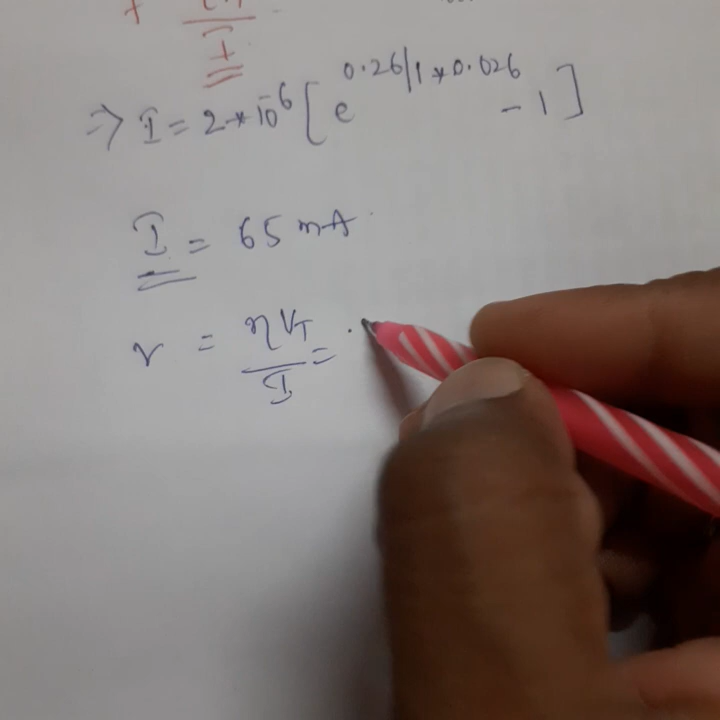 I
⇒ I = 2*10^-6 [ e^0.26/1*0.026 - 1 ]
I = 65 mA
r = ηV_T / I = .